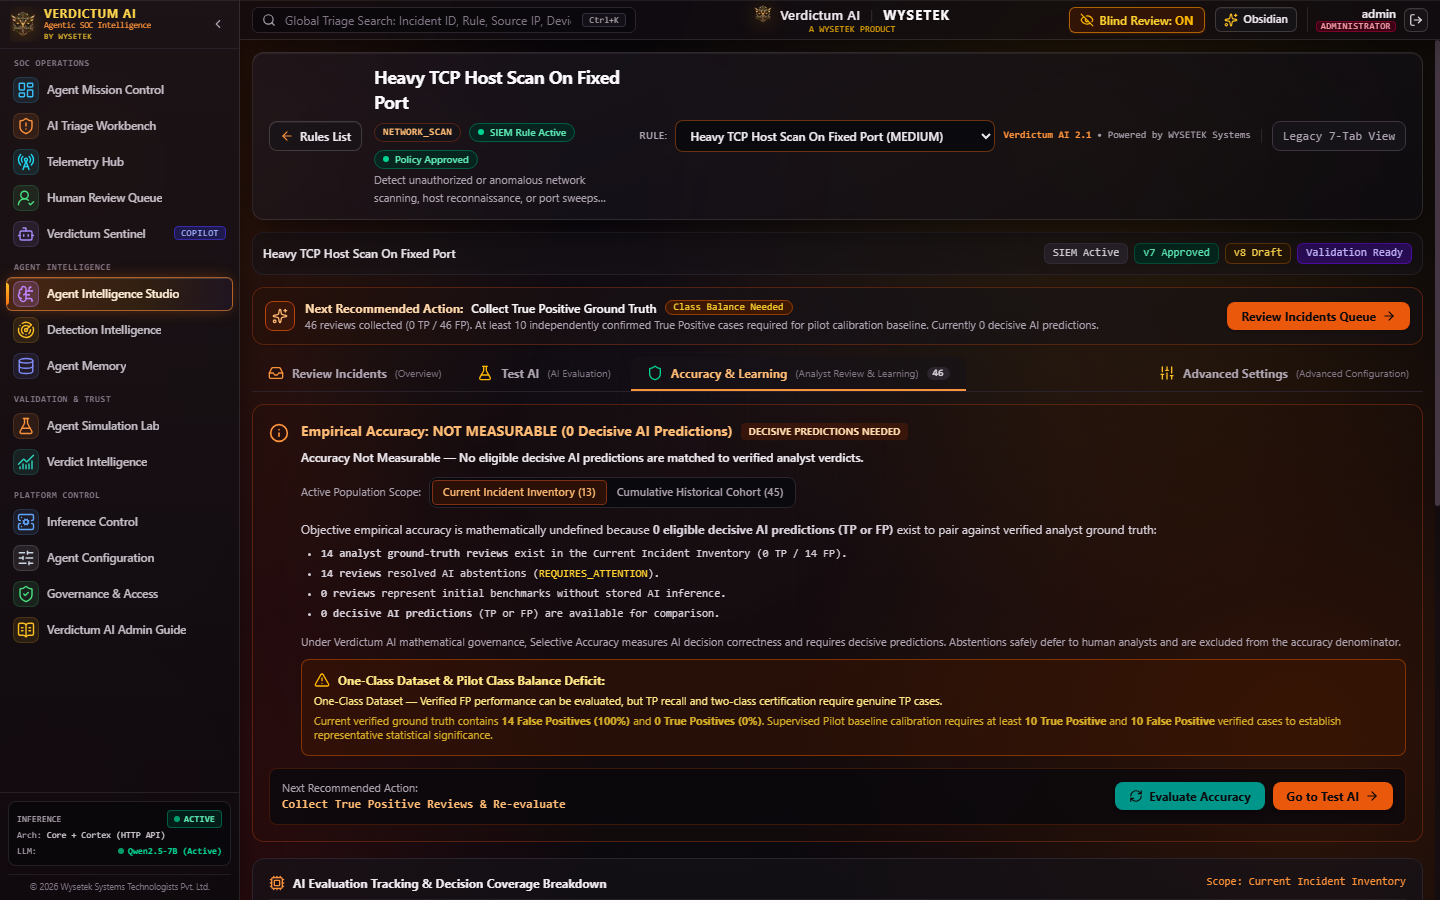 VERDICTUM AI
Agentic SOC Intelligence
BY WYSETEK
Global Triage Search: Incident ID, Rule, Source IP, Devi
Ctrl+K
Verdictum AI
WYSETEK
A WYSETEK PRODUCT
Blind Review: ON
Obsidian
admin
ADMINISTRATOR
SOC OPERATIONS
Agent Mission Control
AI Triage Workbench
Telemetry Hub
Human Review Queue
Verdictum Sentinel
COPILOT
AGENT INTELLIGENCE
Agent Intelligence Studio
Detection Intelligence
Agent Memory
VALIDATION & TRUST
Agent Simulation Lab
Verdict Intelligence
PLATFORM CONTROL
Inference Control
Agent Configuration
Governance & Access
Verdictum AI Admin Guide
INFERENCE
ACTIVE
Arch: Core + Cortex (HTTP API)
LLM:
Qwen2.5-7B (Active)
© 2026 Wysetek Systems Technologists Pvt. Ltd.
Rules List
Heavy TCP Host Scan On Fixed
Port
NETWORK_SCAN
SIEM Rule Active
Policy Approved
Detect unauthorized or anomalous network
scanning, host reconnaissance, or port sweeps...
RULE:
Heavy TCP Host Scan On Fixed Port (MEDIUM)
Verdictum AI 2.1 • Powered by WYSETEK Systems
Legacy 7-Tab View
Heavy TCP Host Scan On Fixed Port
SIEM Active
v7 Approved
v8 Draft
Validation Ready
Next Recommended Action: Collect True Positive Ground Truth
Class Balance Needed
46 reviews collected (0 TP / 46 FP). At least 10 independently confirmed True Positive cases required for pilot calibration baseline. Currently 0 decisive AI predictions.
Review Incidents Queue
Review Incidents (Overview)
Test AI (AI Evaluation)
Accuracy & Learning (Analyst Review & Learning) 46
Advanced Settings (Advanced Configuration)
Empirical Accuracy: NOT MEASURABLE (0 Decisive AI Predictions)
DECISIVE PREDICTIONS NEEDED
Accuracy Not Measurable — No eligible decisive AI predictions are matched to verified analyst verdicts.
Active Population Scope:
Current Incident Inventory (13)
Cumulative Historical Cohort (45)
Objective empirical accuracy is mathematically undefined because 0 eligible decisive AI predictions (TP or FP) exist to pair against verified analyst ground truth:
• 14 analyst ground-truth reviews exist in the Current Incident Inventory (0 TP / 14 FP).
• 14 reviews resolved AI abstentions (REQUIRES_ATTENTION).
• 0 reviews represent initial benchmarks without stored AI inference.
• 0 decisive AI predictions (TP or FP) are available for comparison.
Under Verdictum AI mathematical governance, Selective Accuracy measures AI decision correctness and requires decisive predictions. Abstentions safely defer to human analysts and are excluded from the accuracy denominator.
One-Class Dataset & Pilot Class Balance Deficit:
One-Class Dataset — Verified FP performance can be evaluated, but TP recall and two-class certification require genuine TP cases.
Current verified ground truth contains 14 False Positives (100%) and 0 True Positives (0%). Supervised Pilot baseline calibration requires at least 10 True Positive and 10 False Positive verified cases to establish
representative statistical significance.
Next Recommended Action:
Collect True Positive Reviews & Re-evaluate
Evaluate Accuracy
Go to Test AI
AI Evaluation Tracking & Decision Coverage Breakdown
Scope: Current Incident Inventory